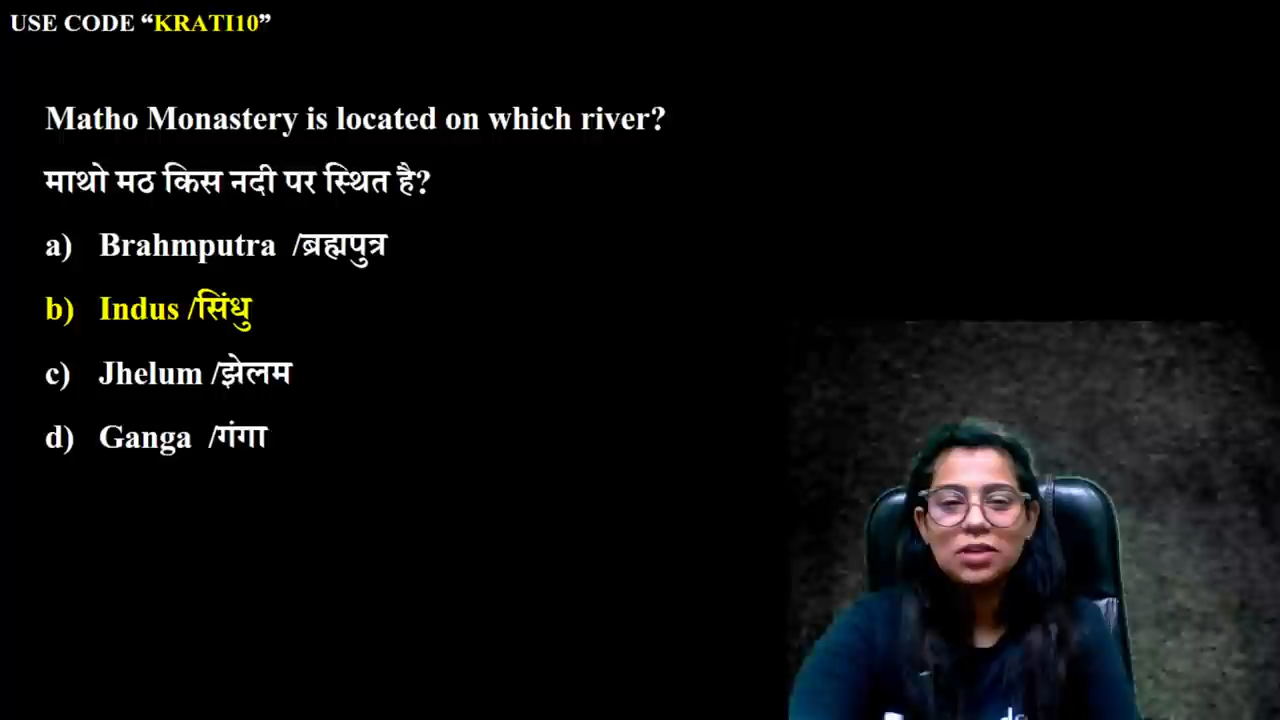 USE CODE “KRATI10”
Matho Monastery is located on which river?
माथो मठ किस नदी पर स्थित है?
a) Brahmputra /ब्रह्मपुत्र
b) Indus /सिंधु
c) Jhelum /झेलम
d) Ganga /गंगा